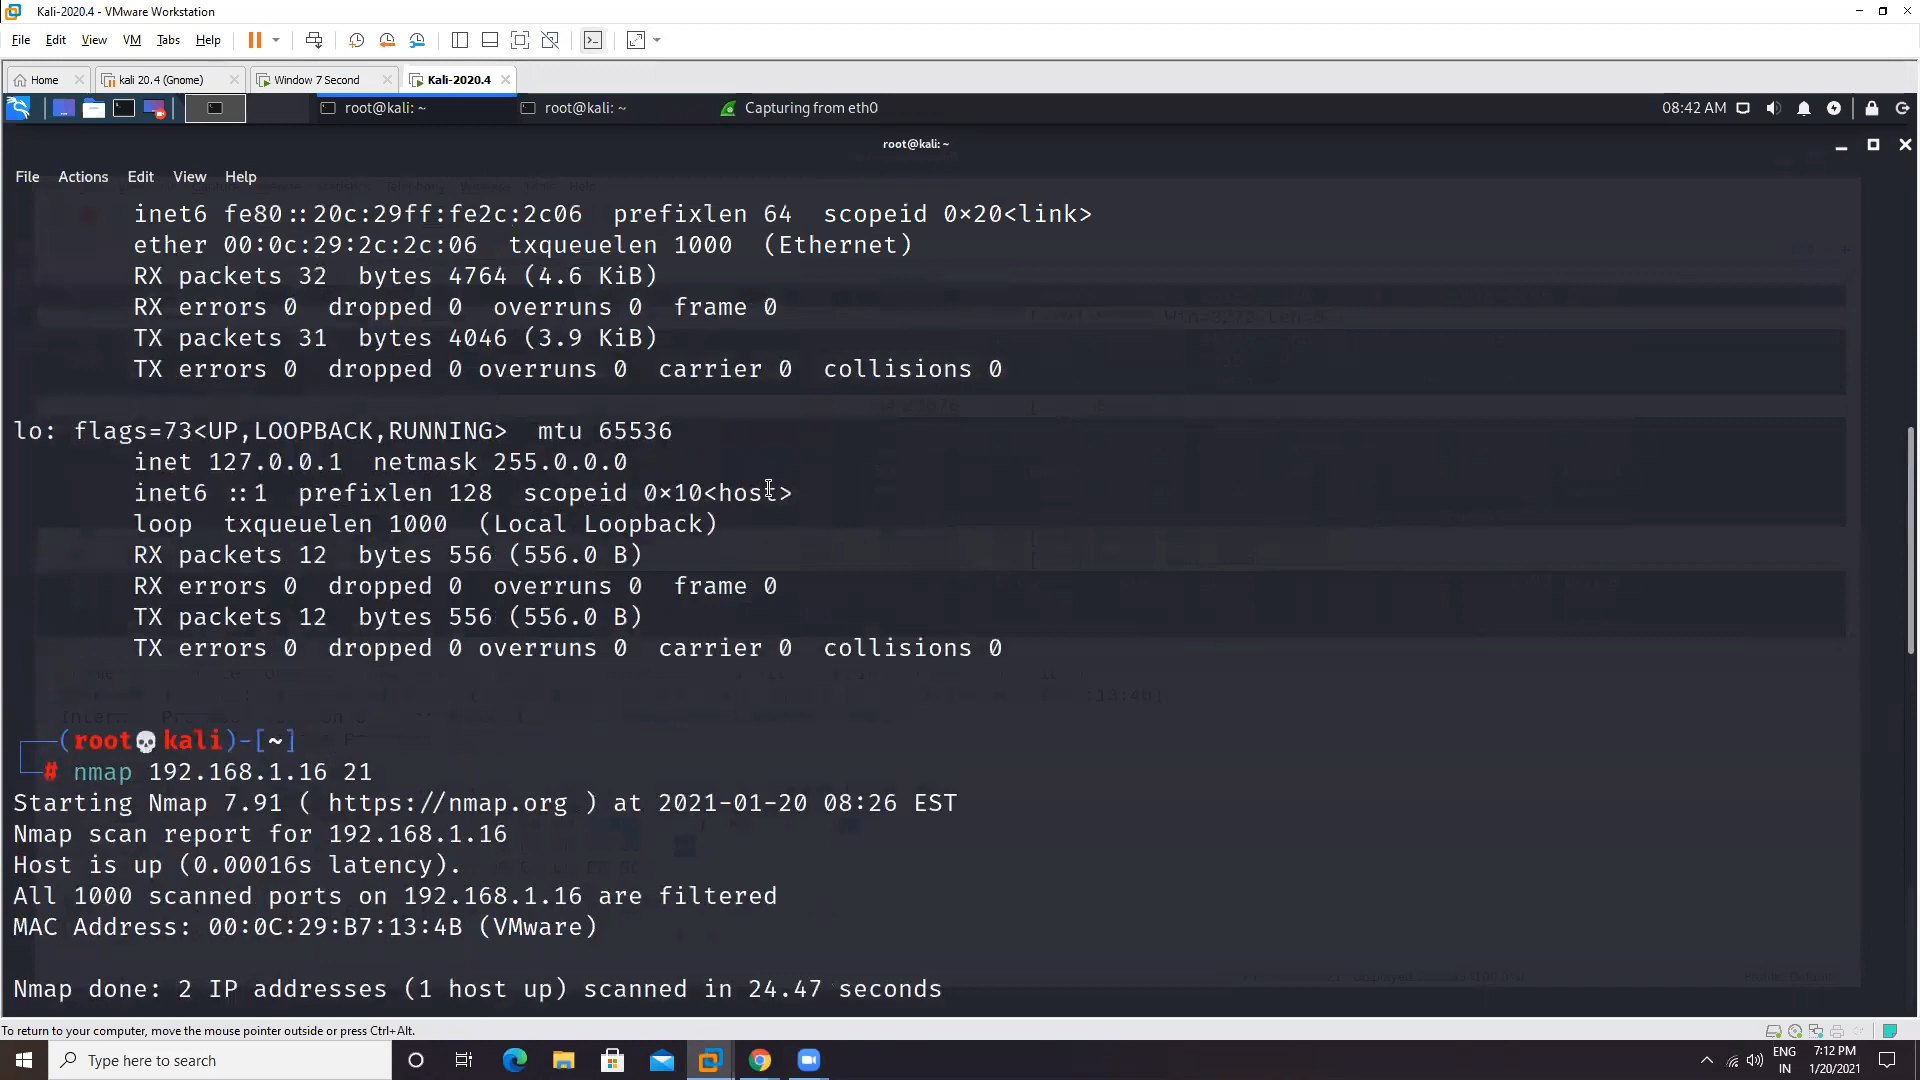 Kali-2020.4 - VMware Workstation
File Edit View VM Tabs Help
Home kali 20.4 (Gnome) Window 7 Second Kali-2020.4
root@kali: ~ root@kali: ~ Capturing from eth0 08:42 AM
root@kali: ~
File Actions Edit View Help
inet6 fe80::20c:29ff:fe2c:2c06 prefixlen 64 scopeid 0×20<link>
ether 00:0c:29:2c:2c:06 txqueuelen 1000 (Ethernet)
RX packets 32 bytes 4764 (4.6 KiB)
RX errors 0 dropped 0 overruns 0 frame 0
TX packets 31 bytes 4046 (3.9 KiB)
TX errors 0 dropped 0 overruns 0 carrier 0 collisions 0
lo: flags=73<UP,LOOPBACK,RUNNING> mtu 65536
inet 127.0.0.1 netmask 255.0.0.0
inet6 ::1 prefixlen 128 scopeid 0×10<host>
loop txqueuelen 1000 (Local Loopback)
RX packets 12 bytes 556 (556.0 B)
RX errors 0 dropped 0 overruns 0 frame 0
TX packets 12 bytes 556 (556.0 B)
TX errors 0 dropped 0 overruns 0 carrier 0 collisions 0
(root💀kali)-[~]
# nmap 192.168.1.16 21
Starting Nmap 7.91 ( https://nmap.org ) at 2021-01-20 08:26 EST
Nmap scan report for 192.168.1.16
Host is up (0.00016s latency).
All 1000 scanned ports on 192.168.1.16 are filtered
MAC Address: 00:0C:29:B7:13:4B (VMware)
Nmap done: 2 IP addresses (1 host up) scanned in 24.47 seconds
To return to your computer, move the mouse pointer outside or press Ctrl+Alt.
Type here to search
ENG
IN
7:12 PM
1/20/2021